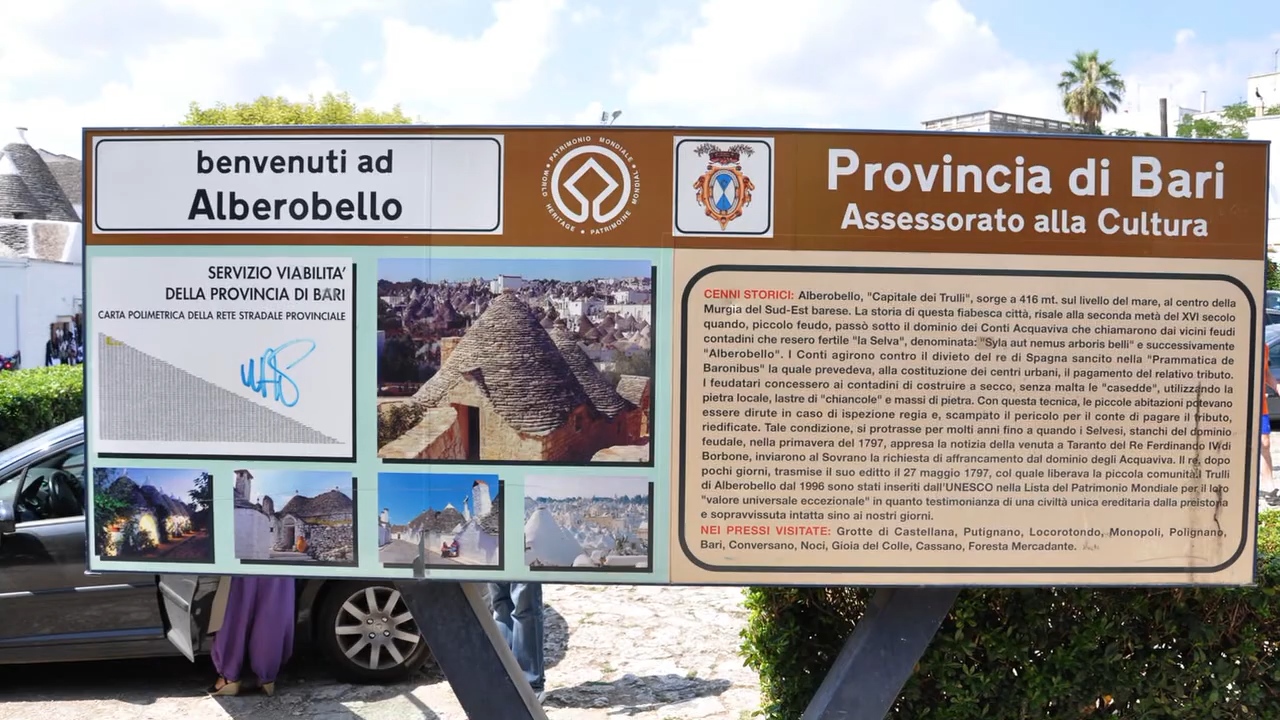 benvenuti ad
Alberobello
PATRIMONIO MONDIALE
WORLD HERITAGE
PATRIMOINE MONDIAL
Provincia di Bari
Assessorato alla Cultura
SERVIZIO VIABILITA'
DELLA PROVINCIA DI BARI
CARTA POLIMETRICA DELLA RETE STRADALE PROVINCIALE
CENNI STORICI: Alberobello, "Capitale dei Trulli", sorge a 416 mt. sul livello del mare, al centro della
Murgia del Sud-Est barese. La storia di questa fiabesca città, risale alla seconda metà del XVI secolo
quando, piccolo feudo, passò sotto il dominio dei Conti Acquaviva che chiamarono dai vicini feudi
contadini che resero fertile "la Selva", denominata: "Syla aut nemus arboris belli" e successivamente
"Alberobello". I Conti agirono contro il divieto del re di Spagna sancito nella "Prammatica de
Baronibus" la quale prevedeva, alla costituzione dei centri urbani, il pagamento del relativo tributo.
I feudatari concessero ai contadini di costruire a secco, senza malta le "casedde", utilizzando la
pietra locale, lastre di "chiancole" e massi di pietra. Con questa tecnica, le piccole abitazioni potevano
essere dirute in caso di ispezione regia e, scampato il pericolo per il conte di pagare il tributo,
riedificate. Tale condizione, si protrasse per molti anni fino a quando i Selvesi, stanchi del dominio
feudale, nella primavera del 1797, appresa la notizia della venuta a Taranto del Re Ferdinando IV di
Borbone, inviarono al Sovrano la richiesta di affrancamento dal dominio degli Acquaviva. Il re, dopo
pochi giorni, trasmise il suo editto il 27 maggio 1797, col quale liberava la piccola comunità. I Trulli
di Alberobello dal 1996 sono stati inseriti dall'UNESCO nella Lista del Patrimonio Mondiale per il loro
"valore universale eccezionale" in quanto testimonianza di una civiltà unica ereditaria dalla preistoria
e sopravvissuta intatta sino ai nostri giorni.
NEI PRESSI VISITATE: Grotte di Castellana, Putignano, Locorotondo, Monopoli, Polignano,
Bari, Conversano, Noci, Gioia del Colle, Cassano, Foresta Mercadante.